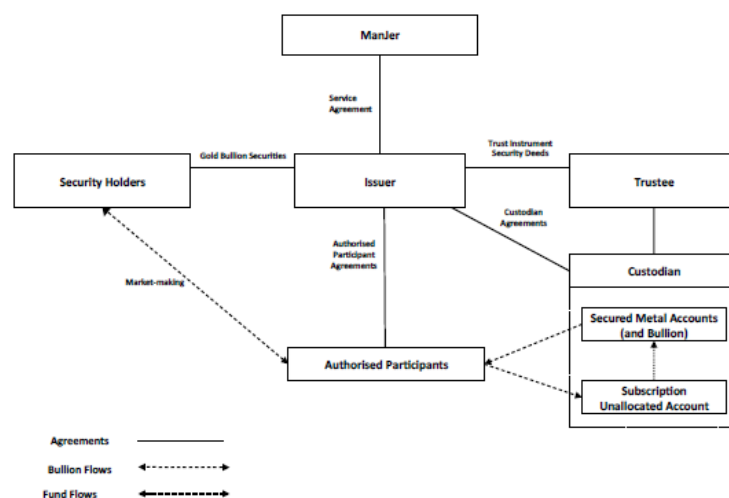 ManJer
Service
Agreement
Gold Bullion Securities
Trust Instrument
Security Deeds
Security Holders
Issuer
Trustee
Custodian
Agreements
Authorised
Participant
Agreements
Custodian
Market-making
Secured Metal Accounts
(and Bullion)
Authorised Participants
Subscription
Unallocated Account
Agreements
Bullion Flows
Fund Flows